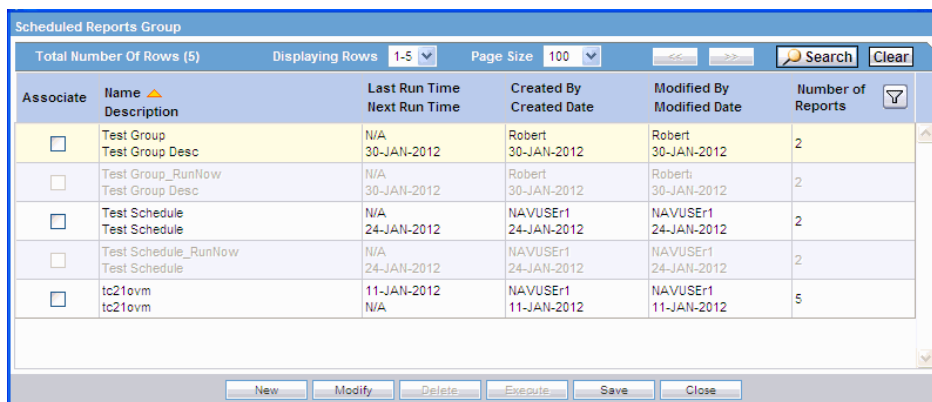 Scheduled Reports Group
Total Number Of Rows (5) Displaying Rows 1-5 Page Size 100 << >> Search Clear
Associate Name Description Last Run Time Next Run Time Created By Created Date Modified By Modified Date Number of Reports
Test Group N/A Robert Robert 2
Test Group Desc 30-JAN-2012 30-JAN-2012 30-JAN-2012
Test Group_RunNow N/A Robert Robert 2
Test Group Desc 30-JAN-2012 30-JAN-2012 30-JAN-2012
Test Schedule N/A NAVUSEr1 NAVUSEr1 2
Test Schedule 24-JAN-2012 24-JAN-2012 24-JAN-2012
Test Schedule_RunNow N/A NAVUSEr1 NAVUSEr1 2
Test Schedule 24-JAN-2012 24-JAN-2012 24-JAN-2012
tc21ovm 11-JAN-2012 NAVUSEr1 NAVUSEr1 5
tc21ovm N/A 11-JAN-2012 11-JAN-2012
New Modify Delete Execute Save Close